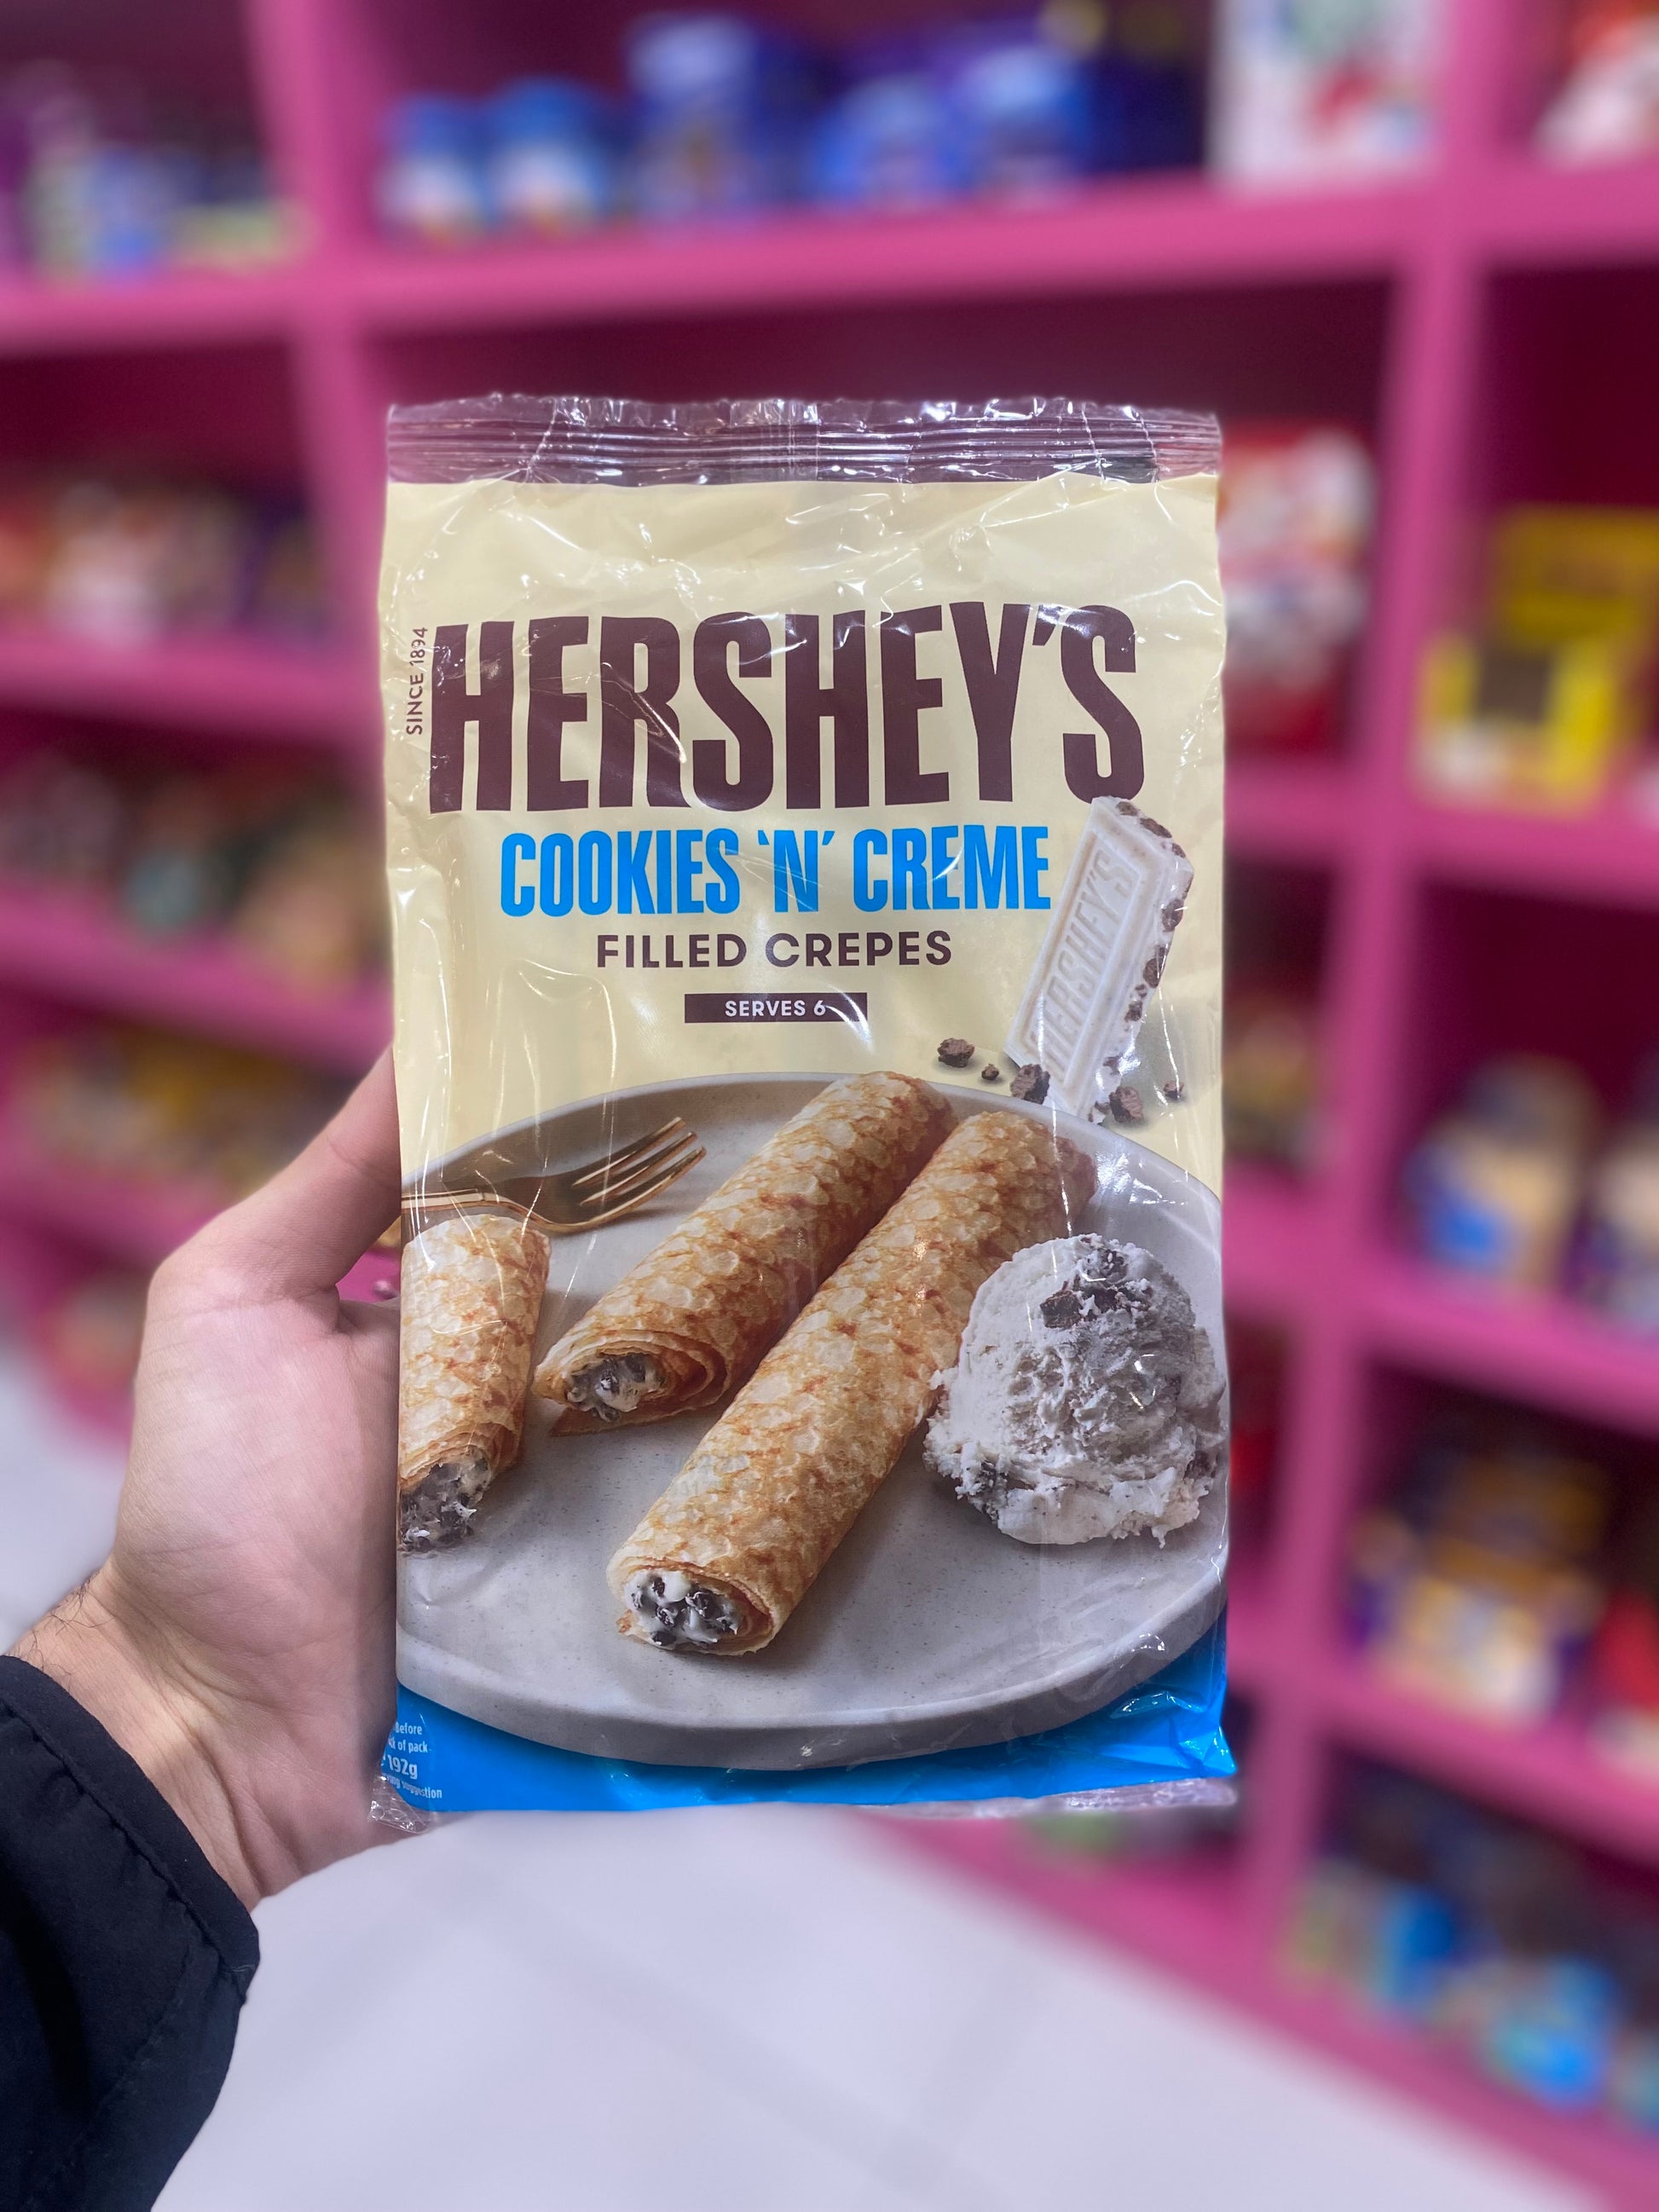 SINCE 1894
HERSHEY'S
COOKIES 'N' CREME
FILLED CREPES
SERVES 6
HERSHEY'S
Before
of pack
192g